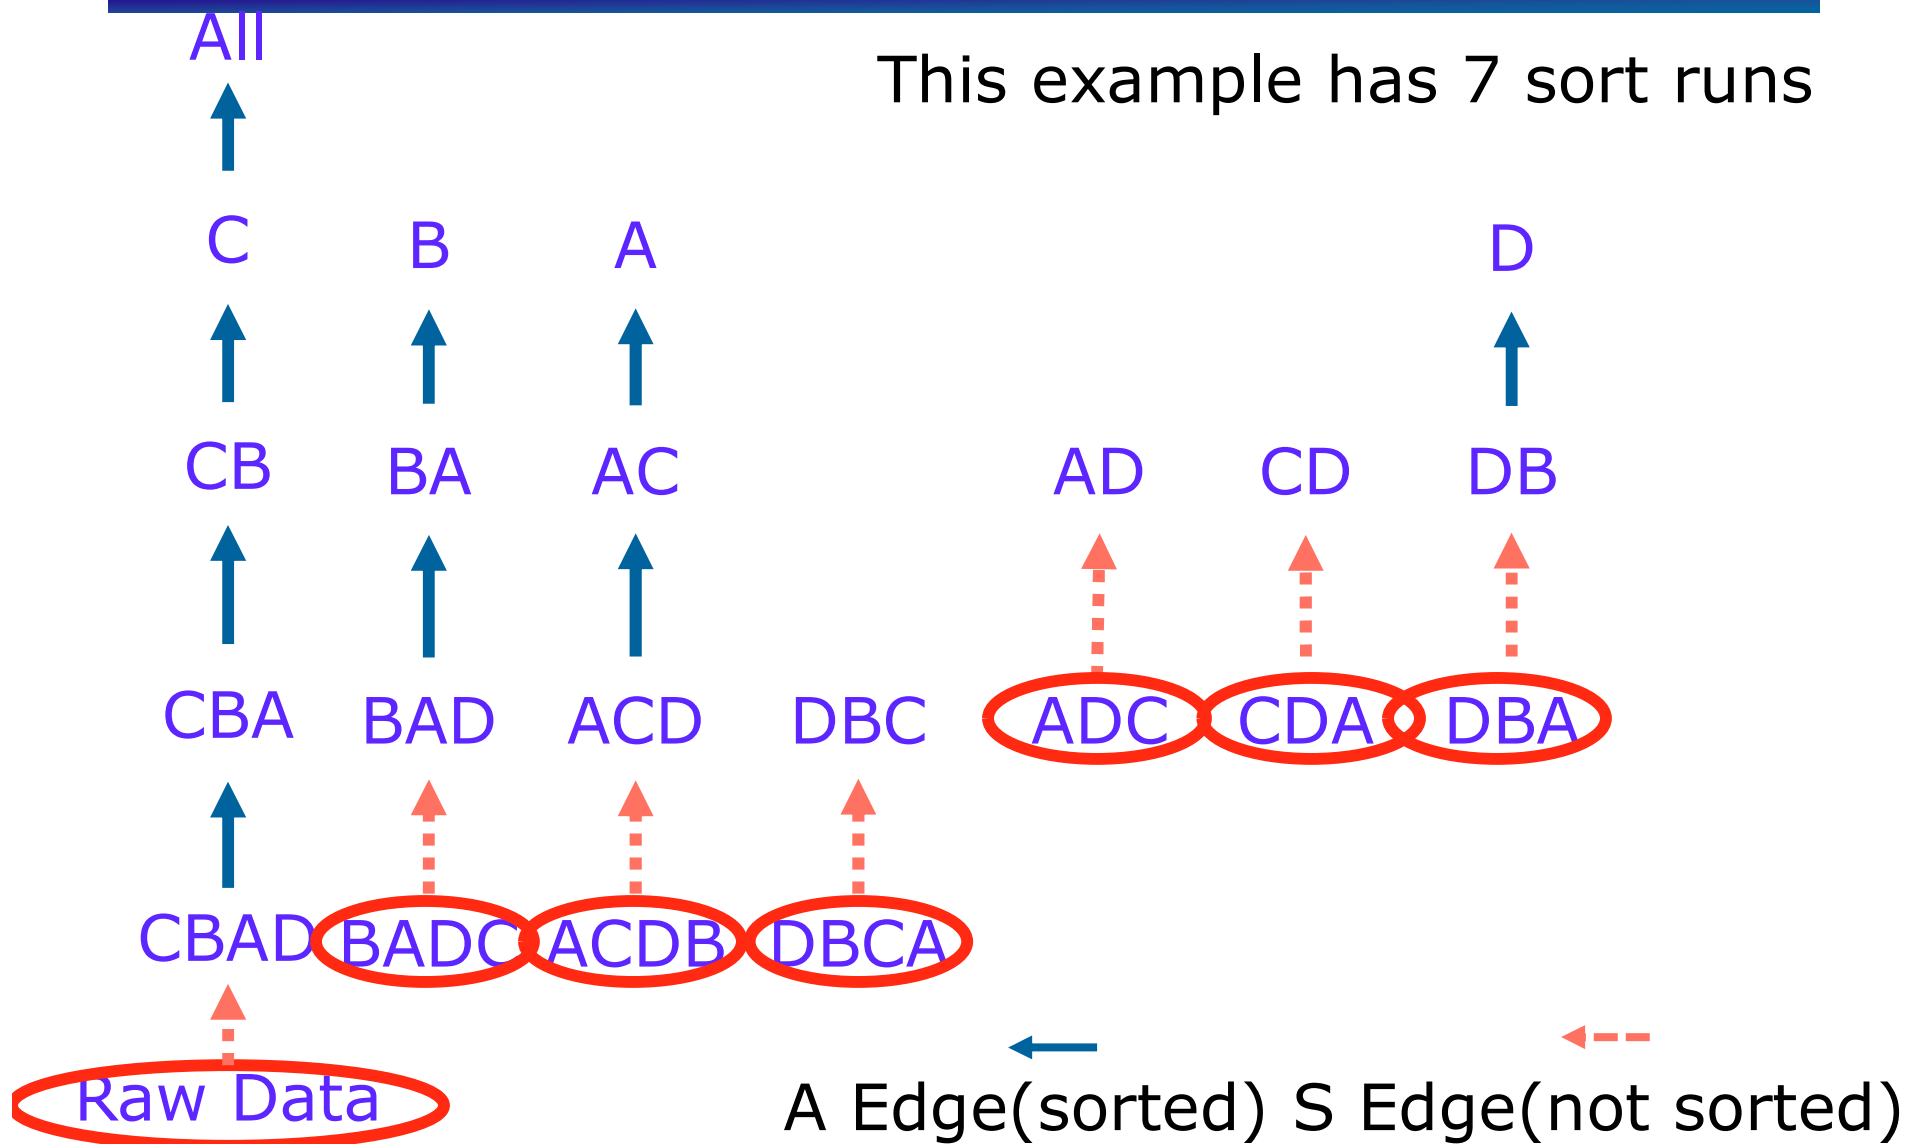 All
This example has 7 sort runs
C B A D
CB BA AC AD CD DB
CBA BAD ACD DBC ADC CDA DBA
CBAD BADC ACDB DBCA
Raw Data
A Edge(sorted) S Edge(not sorted)